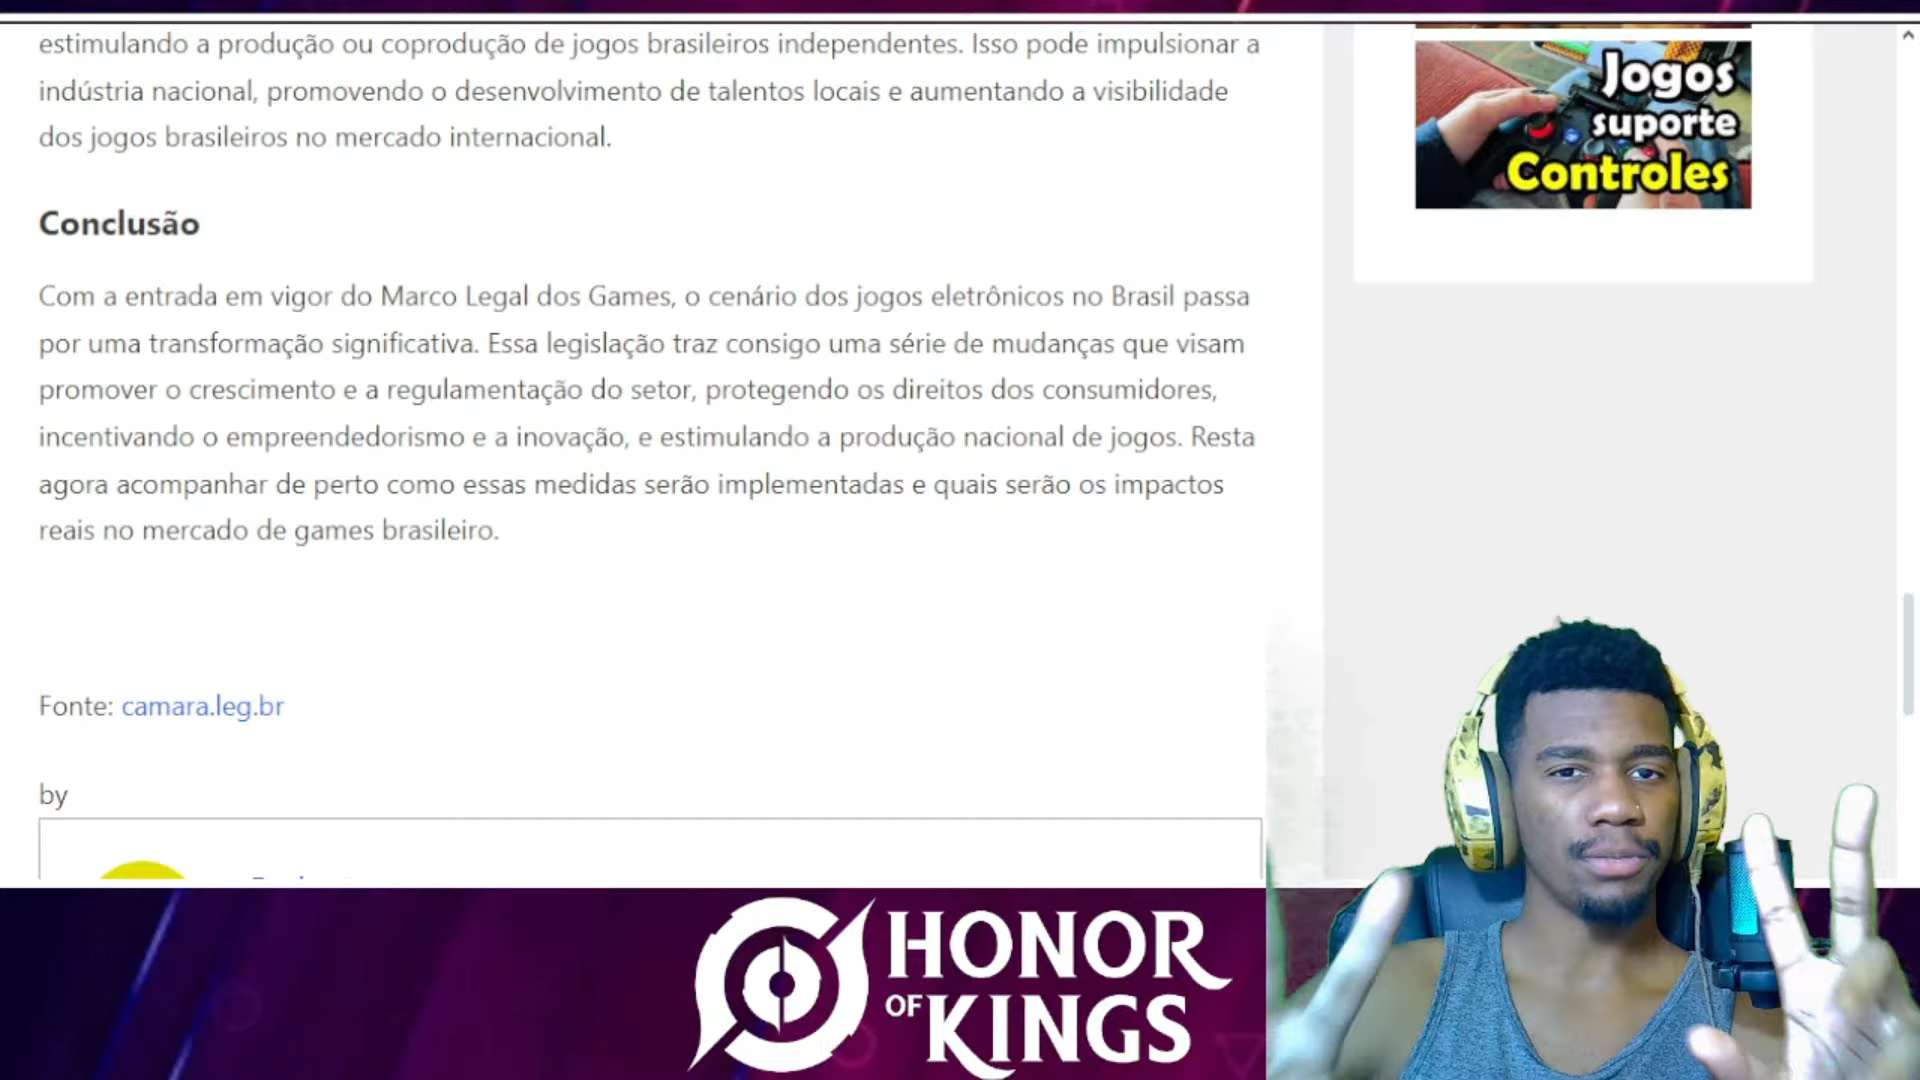 estimulando a produção ou coprodução de jogos brasileiros independentes. Isso pode impulsionar a
indústria nacional, promovendo o desenvolvimento de talentos locais e aumentando a visibilidade
dos jogos brasileiros no mercado internacional.
Conclusão
Com a entrada em vigor do Marco Legal dos Games, o cenário dos jogos eletrônicos no Brasil passa
por uma transformação significativa. Essa legislação traz consigo uma série de mudanças que visam
promover o crescimento e a regulamentação do setor, protegendo os direitos dos consumidores,
incentivando o empreendedorismo e a inovação, e estimulando a produção nacional de jogos. Resta
agora acompanhar de perto como essas medidas serão implementadas e quais serão os impactos
reais no mercado de games brasileiro.
Fonte: camara.leg.br
by
Jogos
suporte
Controles
HONOR
OF KINGS